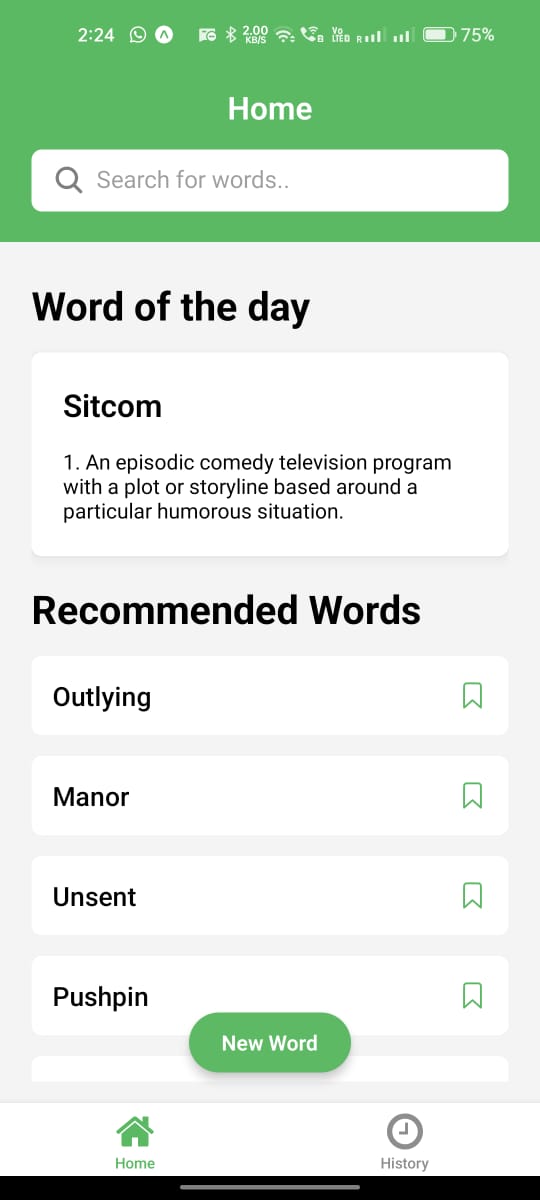 2:24 2.00 KB/S Vo LTED R 75%
Home
Search for words..
Word of the day
Sitcom
1. An episodic comedy television program
with a plot or storyline based around a
particular humorous situation.
Recommended Words
Outlying
Manor
Unsent
Pushpin
New Word
Home
History